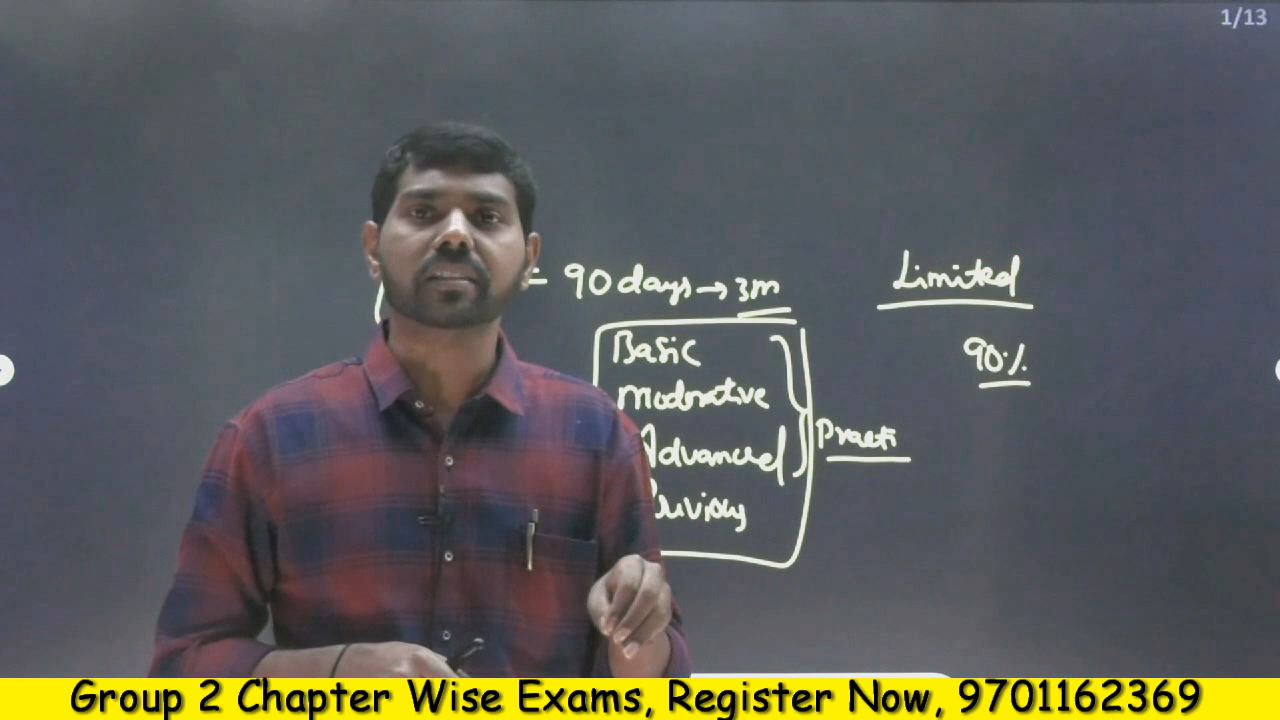 1/13
= 90 days → 3m
Limited
90%
Basic
Moderative
Advanced
Practi
Group 2 Chapter Wise Exams, Register Now, 9701162369